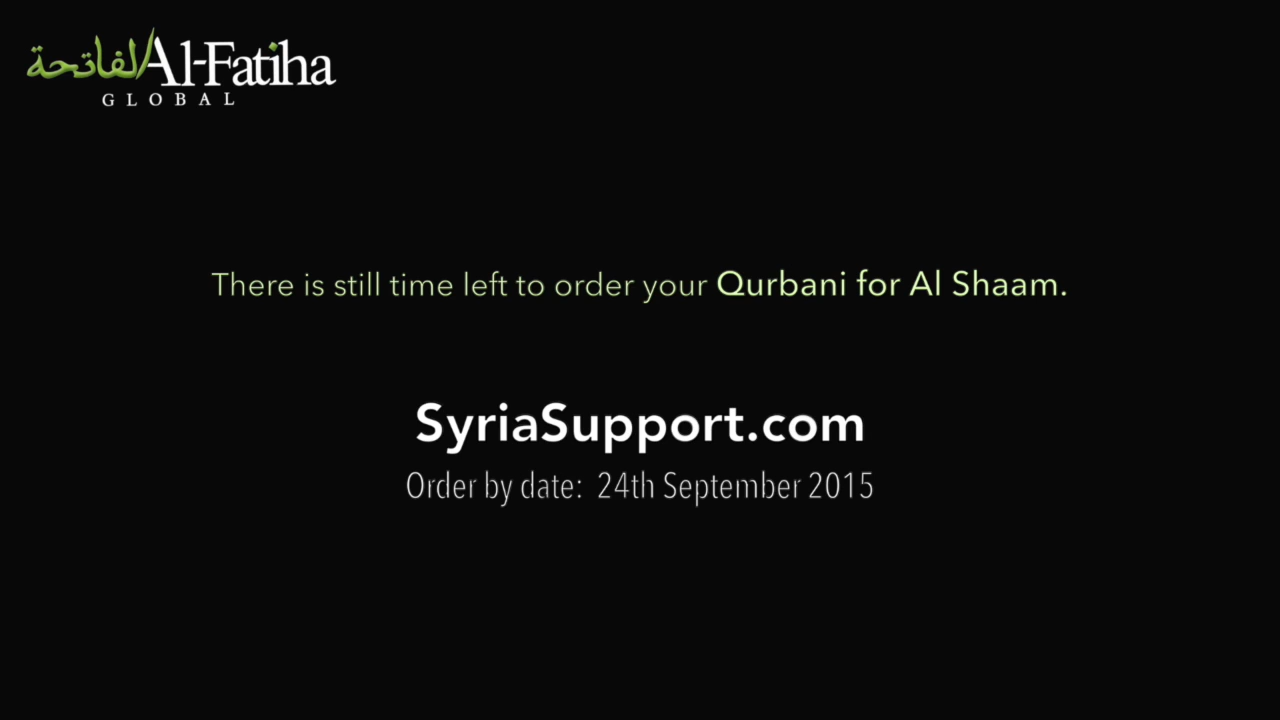 الفاتحة Al-Fatiha
GLOBAL
There is still time left to order your Qurbani for Al Shaam.
SyriaSupport.com
Order by date: 24th September 2015